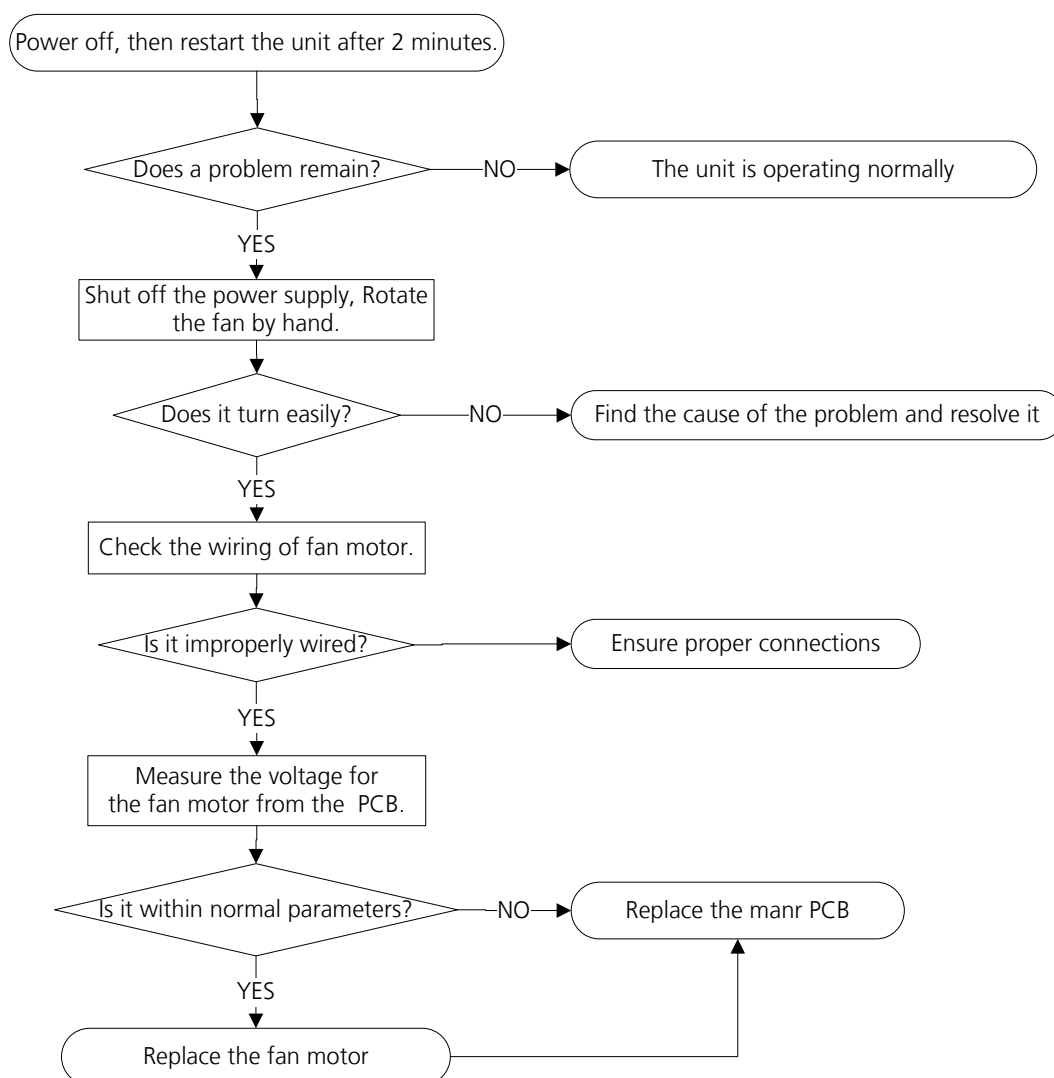 Power off, then restart the unit after 2 minutes.
Does a problem remain?
NO
The unit is operating normally
YES
Shut off the power supply, Rotate
the fan by hand.
Does it turn easily?
NO
Find the cause of the problem and resolve it
YES
Check the wiring of fan motor.
Is it improperly wired?
Ensure proper connections
YES
Measure the voltage for
the fan motor from the PCB.
Is it within normal parameters?
NO
Replace the manr PCB
YES
Replace the fan motor